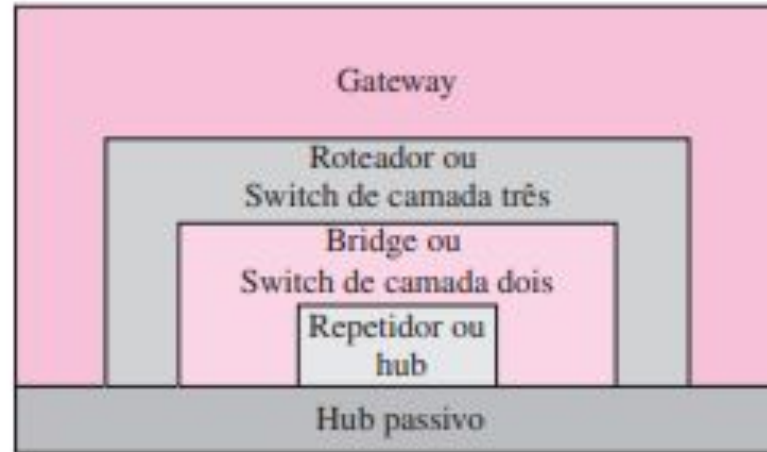 Gateway
Roteador ou
Switch de camada três
Bridge ou
Switch de camada dois
Repetidor ou
hub
Hub passivo